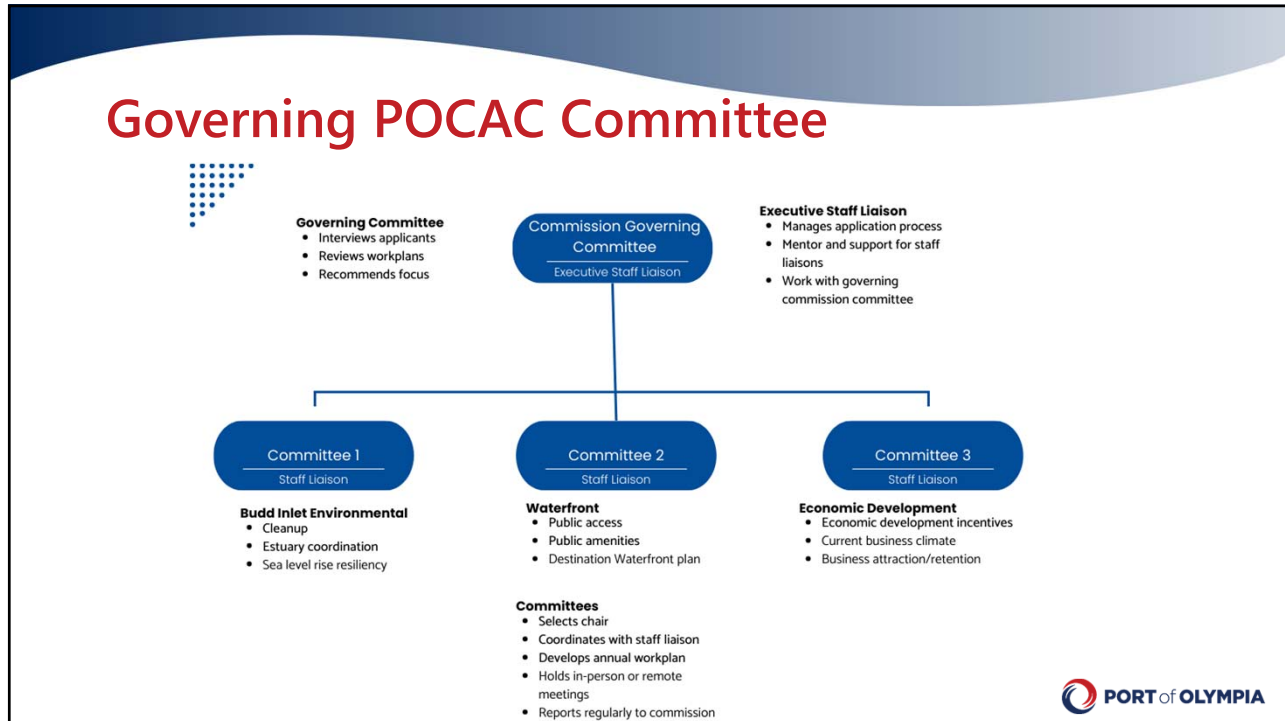 Governing POCAC Committee
Governing Committee
• Interviews applicants
• Reviews workplans
• Recommends focus
Commission Governing
Committee
Executive Staff Liaison
Executive Staff Liaison
• Manages application process
• Mentor and support for staff
liaisons
• Work with governing
commission committee
Committee 1
Staff Liaison
Committee 2
Staff Liaison
Committee 3
Staff Liaison
Budd Inlet Environmental
• Cleanup
• Estuary coordination
• Sea level rise resiliency
Waterfront
• Public access
• Public amenities
• Destination Waterfront plan
Economic Development
• Economic development incentives
• Current business climate
• Business attraction/retention
Committees
• Selects chair
• Coordinates with staff liaison
• Develops annual workplan
• Holds in-person or remote
meetings
• Reports regularly to commission
PORT of OLYMPIA